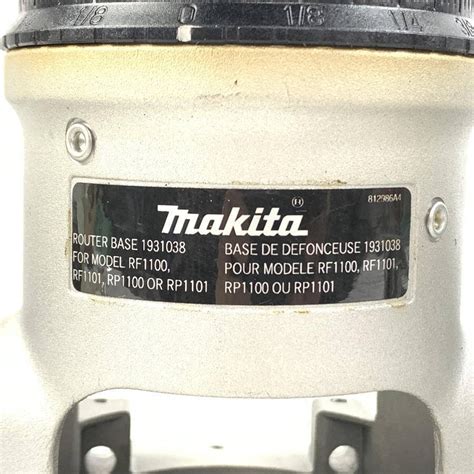 1/8 0 1/8 1/4
Makita®
812986A4
ROUTER BASE 1931038
FOR MODEL RF1100,
RF1101, RP1100 OR RP1101
BASE DE DEFONCEUSE 1931038
POUR MODELE RF1100, RF1101,
RP1100 OU RP1101